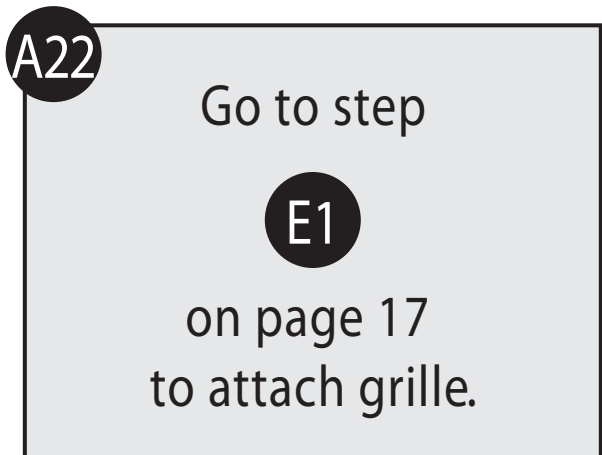 A22
Go to step
E1
on page 17
to attach grille.